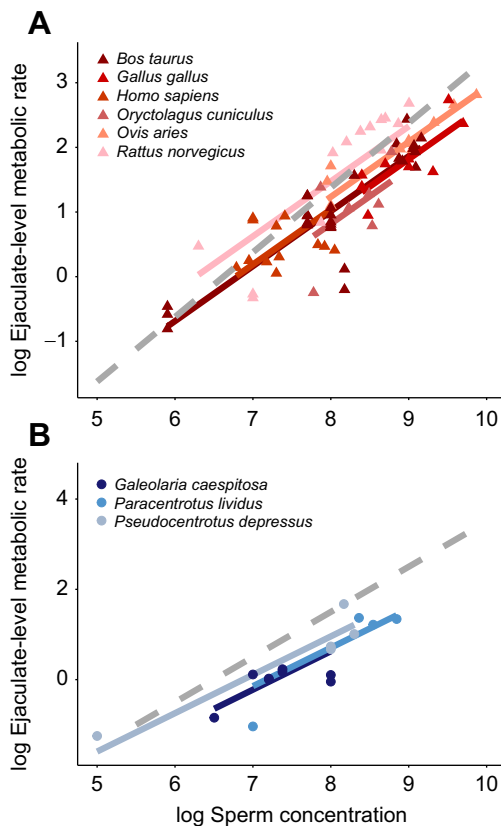 A
log Ejaculate-level metabolic rate
Bos taurus
Gallus gallus
Homo sapiens
Oryctolagus cuniculus
Ovis aries
Rattus norvegicus
3
2
1
0
−1
5 6 7 8 9 10
B
log Ejaculate-level metabolic rate
Galeolaria caespitosa
Paracentrotus lividus
Pseudocentrotus depressus
4
2
0
5 6 7 8 9 10
log Sperm concentration